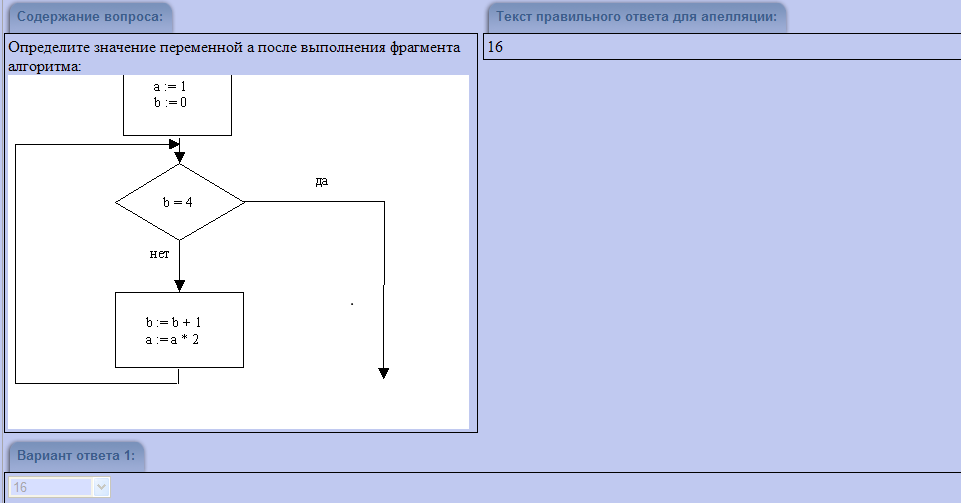 Содержание вопроса:
Текст правильного ответа для апелляции:
Определите значение переменной a после выполнения фрагмента
алгоритма:
16
a := 1
b := 0
да
b = 4
нет
b := b + 1
a := a * 2
Вариант ответа 1:
16